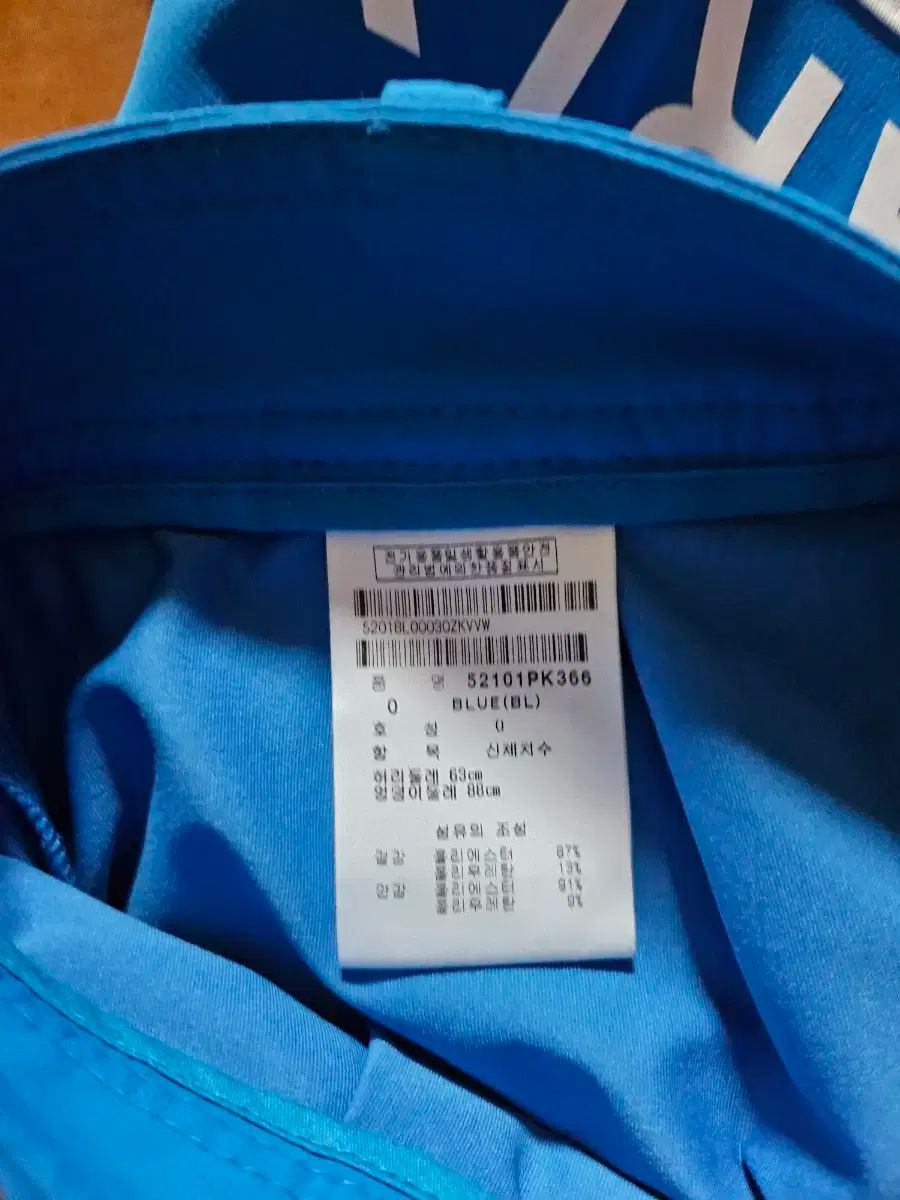 전기용품및생활용품안전
관리법에의한품질표시
5201BL0003QZKVVW
품 명 52101PK366
0 BLUE(BL)
호 칭 0
항 목 신체치수
허리둘레 63cm
엉덩이둘레 88cm
섬유의 조성
겉감 폴리에스터 87%
폴리우레탄 13%
안감 폴리에스터 91%
폴리우레탄 9%